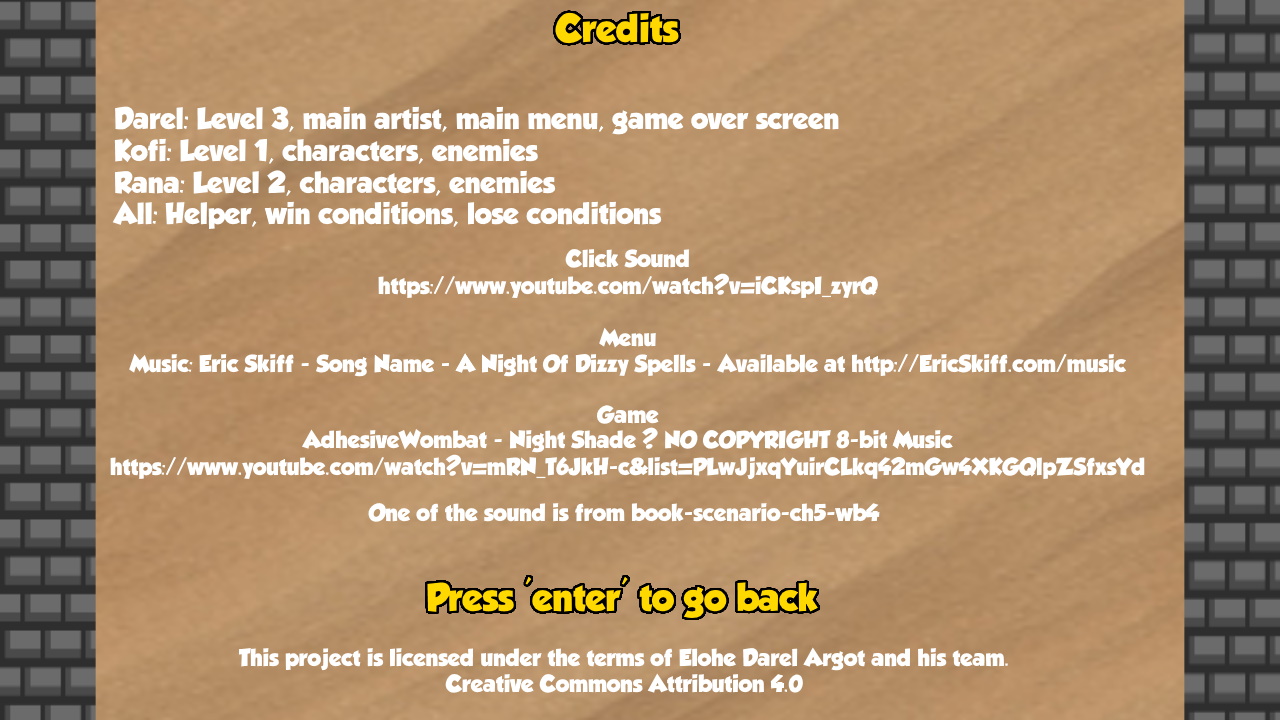 Credits
Darel: Level 3, main artist, main menu, game over screen
Kofi: Level 1, characters, enemies
Rana: Level 2, characters, enemies
All: Helper, win conditions, lose conditions
Click Sound
https://www.youtube.com/watch?v=iCKspI_zyrQ
Menu
Music: Eric Skiff - Song Name - A Night Of Dizzy Spells - Available at http://EricSkiff.com/music
Game
AdhesiveWombat - Night Shade ? NO COPYRIGHT 8-bit Music
https://www.youtube.com/watch?v=mRN_T6JkH-c&list=PLwJjxqYuirCLkq42mGw4XKGQlpZSfxsYd
One of the sound is from book-scenario-ch5-wb4
Press 'enter' to go back
This project is licensed under the terms of Elohe Darel Argot and his team.
Creative Commons Attribution 4.0